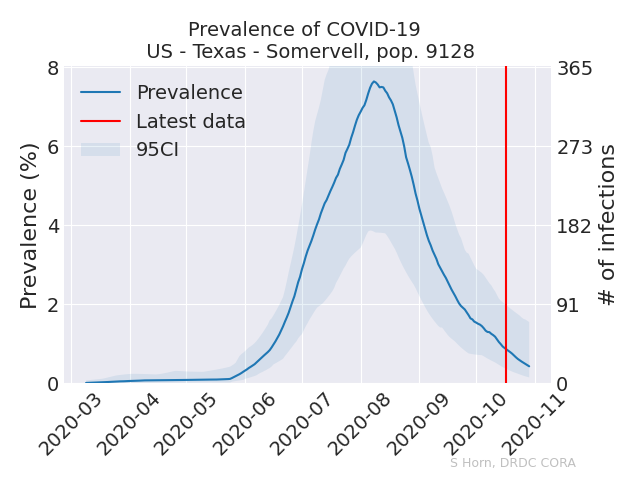 Prevalence of COVID-19
US - Texas - Somervell, pop. 9128
Prevalence
Latest data
95CI
Prevalence (%)
8
6
4
2
0
365
273
182
91
0
# of infections
2020-03
2020-04
2020-05
2020-06
2020-07
2020-08
2020-09
2020-10
2020-11
S Horn, DRDC CORA